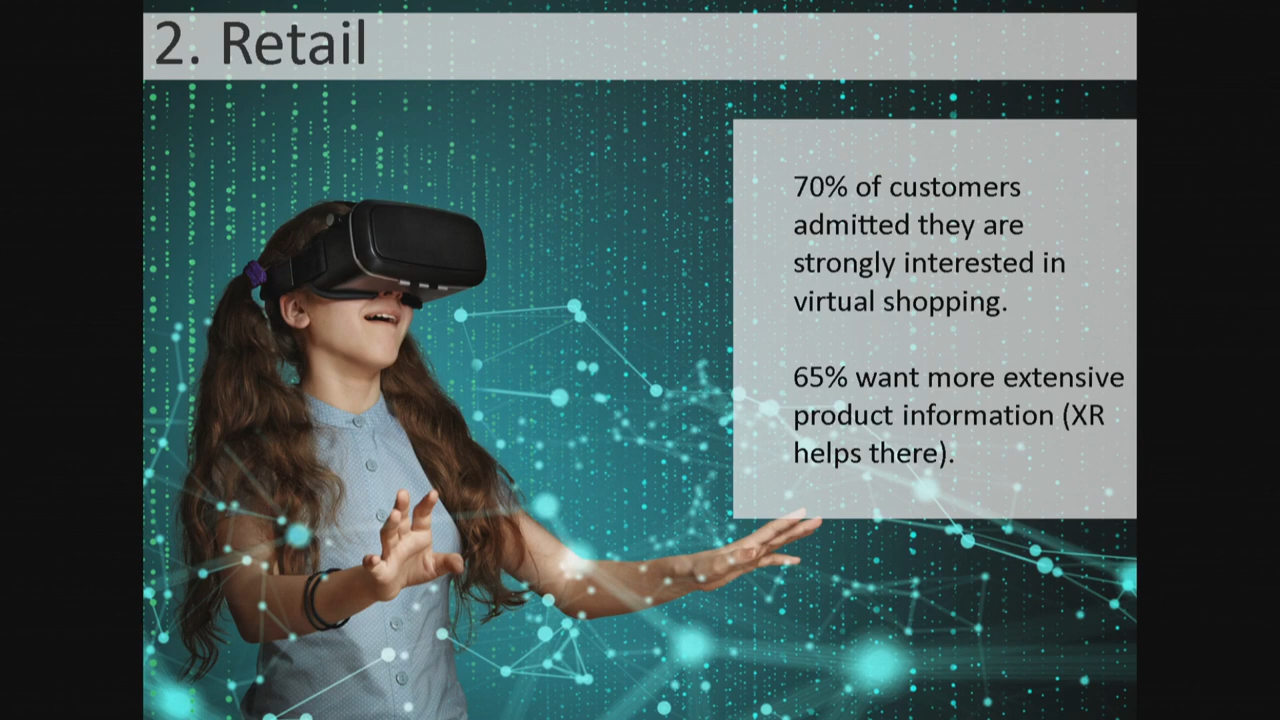 2. Retail
70% of customers
admitted they are
strongly interested in
virtual shopping.
65% want more extensive
product information (XR
helps there).